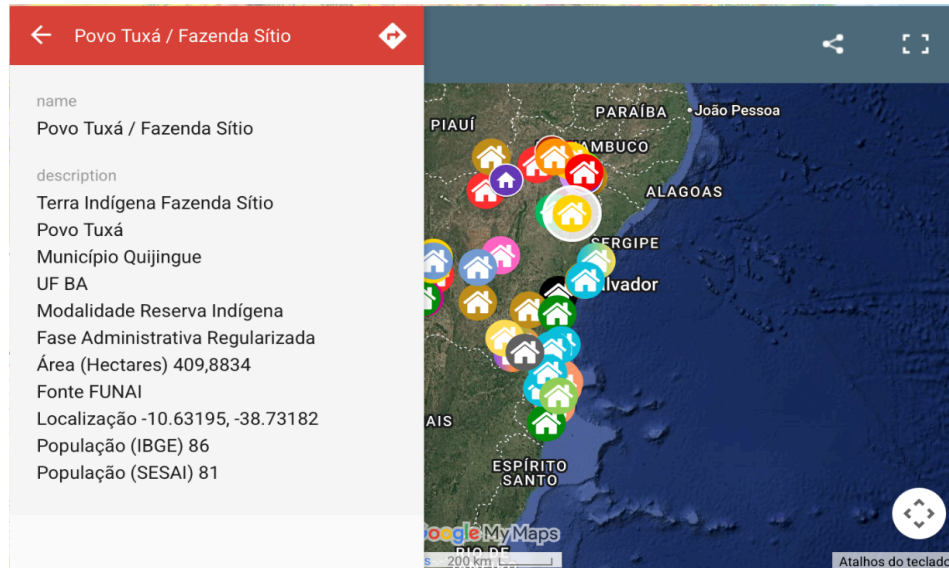 Povo Tuxá / Fazenda Sítio
name
Povo Tuxá / Fazenda Sítio
description
Terra Indígena Fazenda Sítio
Povo Tuxá
Município Quijingue
UF BA
Modalidade Reserva Indígena
Fase Administrativa Regularizada
Área (Hectares) 409,8834
Fonte FUNAI
Localização -10.63195, -38.73182
População (IBGE) 86
População (SESAI) 81
PIAUÍ
PARAÍBA
João Pessoa
AMBUCO
ALAGOAS
SERGIPE
lvador
AIS
ESPÍRITO
SANTO
Google My Maps
200 km
RIO DE
Atalhos do teclado